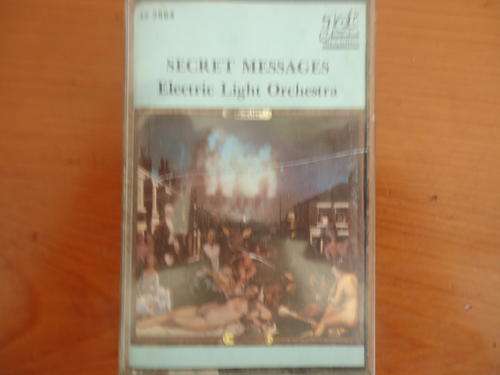 SECRET MESSAGES
Electric Light Orchestra